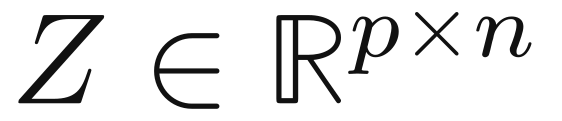 Z ∈ ℝ^{p×n}